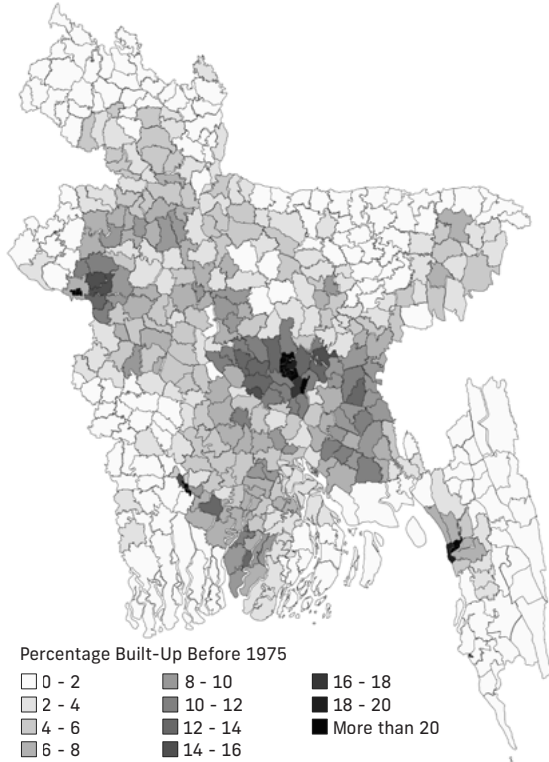 Percentage Built-Up Before 1975
0 - 2
2 - 4
4 - 6
6 - 8
8 - 10
10 - 12
12 - 14
14 - 16
16 - 18
18 - 20
More than 20